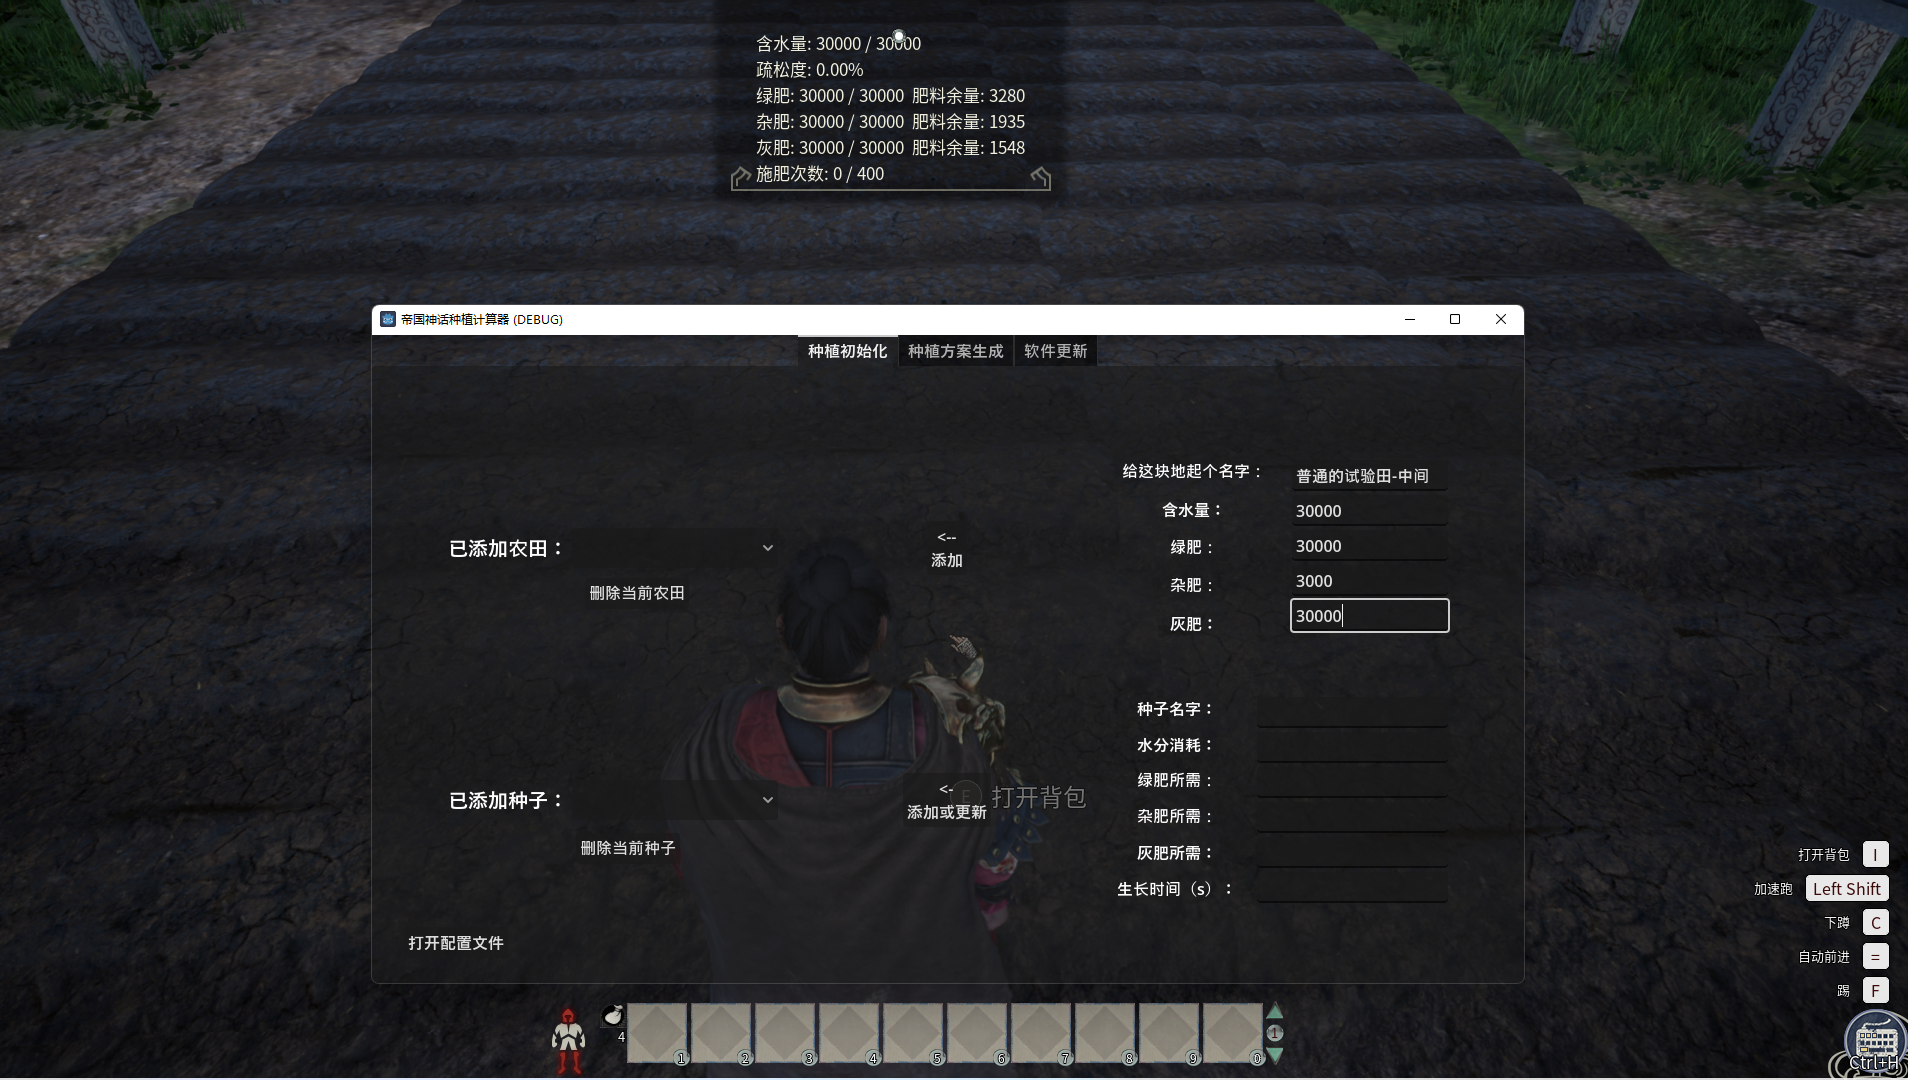 含水量: 30000 / 30000
疏松度: 0.00%
绿肥: 30000 / 30000 肥料余量: 3280
杂肥: 30000 / 30000 肥料余量: 1935
灰肥: 30000 / 30000 肥料余量: 1548
施肥次数: 0 / 400
帝国神话种植计算器 (DEBUG)
种植初始化 种植方案生成 软件更新
给这块地起个名字： 普通的试验田-中间
含水量： 30000
绿肥： 30000
杂肥： 3000
灰肥： 30000
已添加农田：
<--
添加
删除当前农田
种子名字：
水分消耗：
绿肥所需：
杂肥所需：
灰肥所需：
生长时间（s）：
已添加种子：
<-
添加或更新
E 打开背包
删除当前种子
打开配置文件
打开背包 I
加速跑 Left Shift
下蹲 C
自动前进 =
踢 F
Ctrl+H
4
1 2 3 4 5 6 7 8 9 0
1